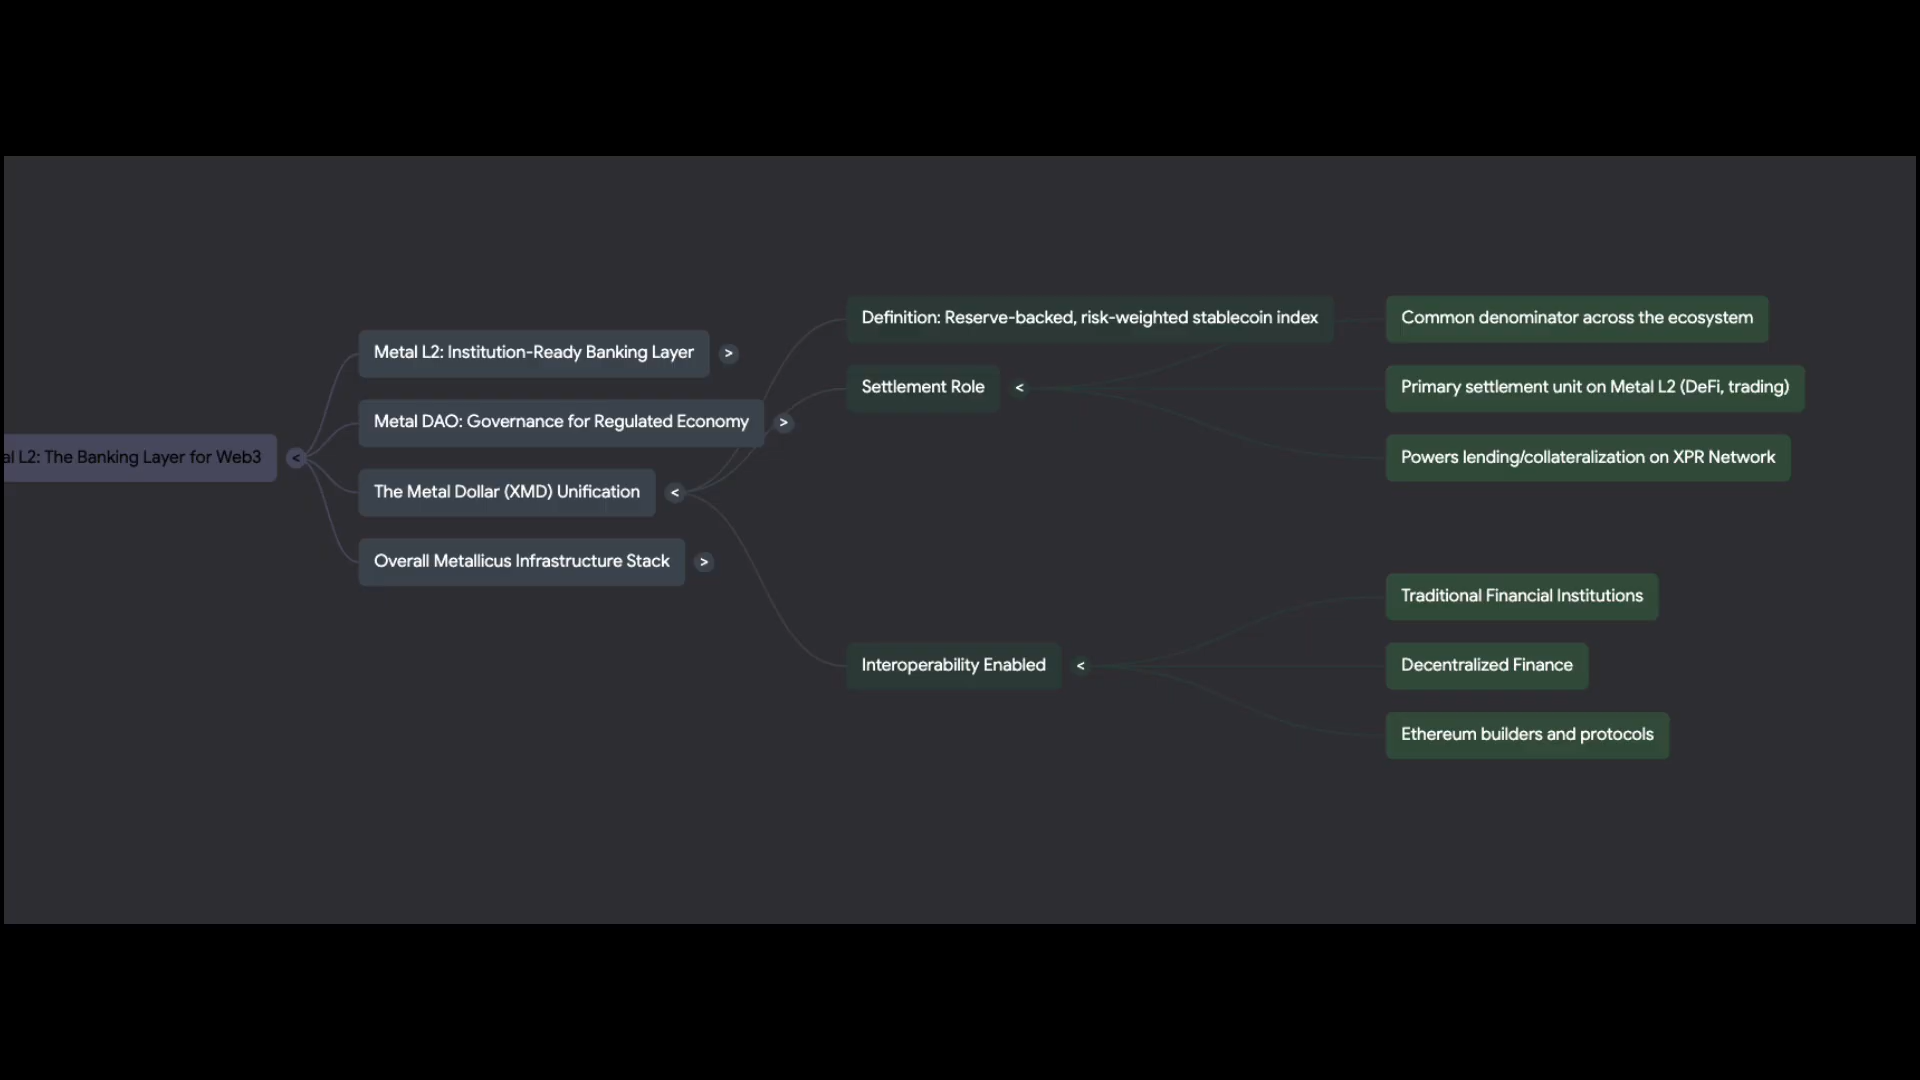 al L2: The Banking Layer for Web3
<
Metal L2: Institution-Ready Banking Layer
>
Metal DAO: Governance for Regulated Economy
>
The Metal Dollar (XMD) Unification
<
Overall Metallicus Infrastructure Stack
>
Definition: Reserve-backed, risk-weighted stablecoin index
Settlement Role
<
Common denominator across the ecosystem
Primary settlement unit on Metal L2 (DeFi, trading)
Powers lending/collateralization on XPR Network
Interoperability Enabled
<
Traditional Financial Institutions
Decentralized Finance
Ethereum builders and protocols